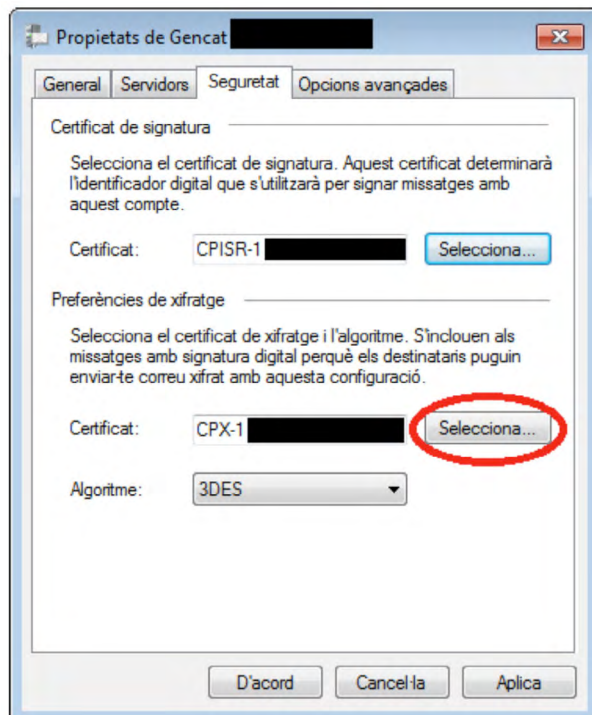 Propietats de Gencat
General Servidors Seguretat Opcions avançades
Certificat de signatura
Selecciona el certificat de signatura. Aquest certificat determinarà
l'identificador digital que s'utilitzarà per signar missatges amb
aquest compte.
Certificat: CPISR-1 Selecciona...
Preferències de xifratge
Selecciona el certificat de xifratge i l'algoritme. S'inclouen als
missatges amb signatura digital perquè els destinataris puguin
enviar-te correu xifrat amb aquesta configuració.
Certificat: CPX-1 Selecciona...
Algoritme: 3DES
D'acord Cancel·la Aplica